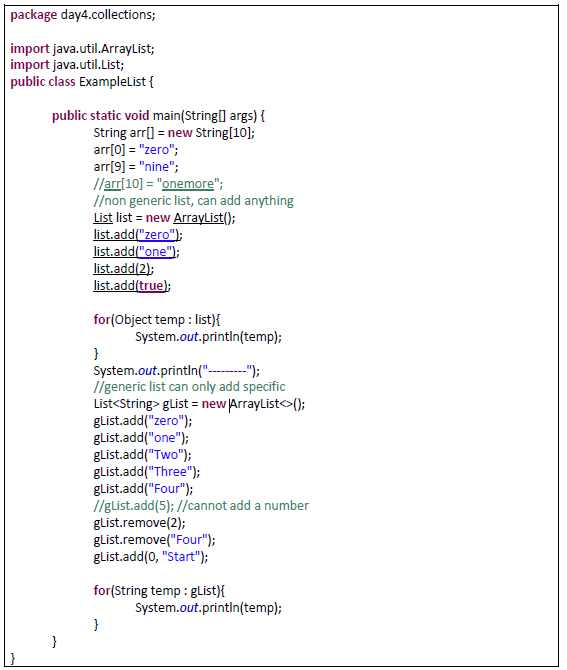 package day4.collections;
import java.util.ArrayList;
import java.util.List;
public class ExampleList {
public static void main(String[] args) {
String arr[] = new String[10];
arr[0] = "zero";
arr[9] = "nine";
//arr[10] = "onemore";
//non generic list, can add anything
List list = new ArrayList();
list.add("zero");
list.add("one");
list.add(2);
list.add(true);
for(Object temp : list){
System.out.println(temp);
}
System.out.println("---------");
//generic list can only add specific
List<String> gList = new ArrayList<>();
gList.add("zero");
gList.add("one");
gList.add("Two");
gList.add("Three");
gList.add("Four");
//gList.add(5); //cannot add a number
gList.remove(2);
gList.remove("Four");
gList.add(0, "Start");
for(String temp : gList){
System.out.println(temp);
}
}
}